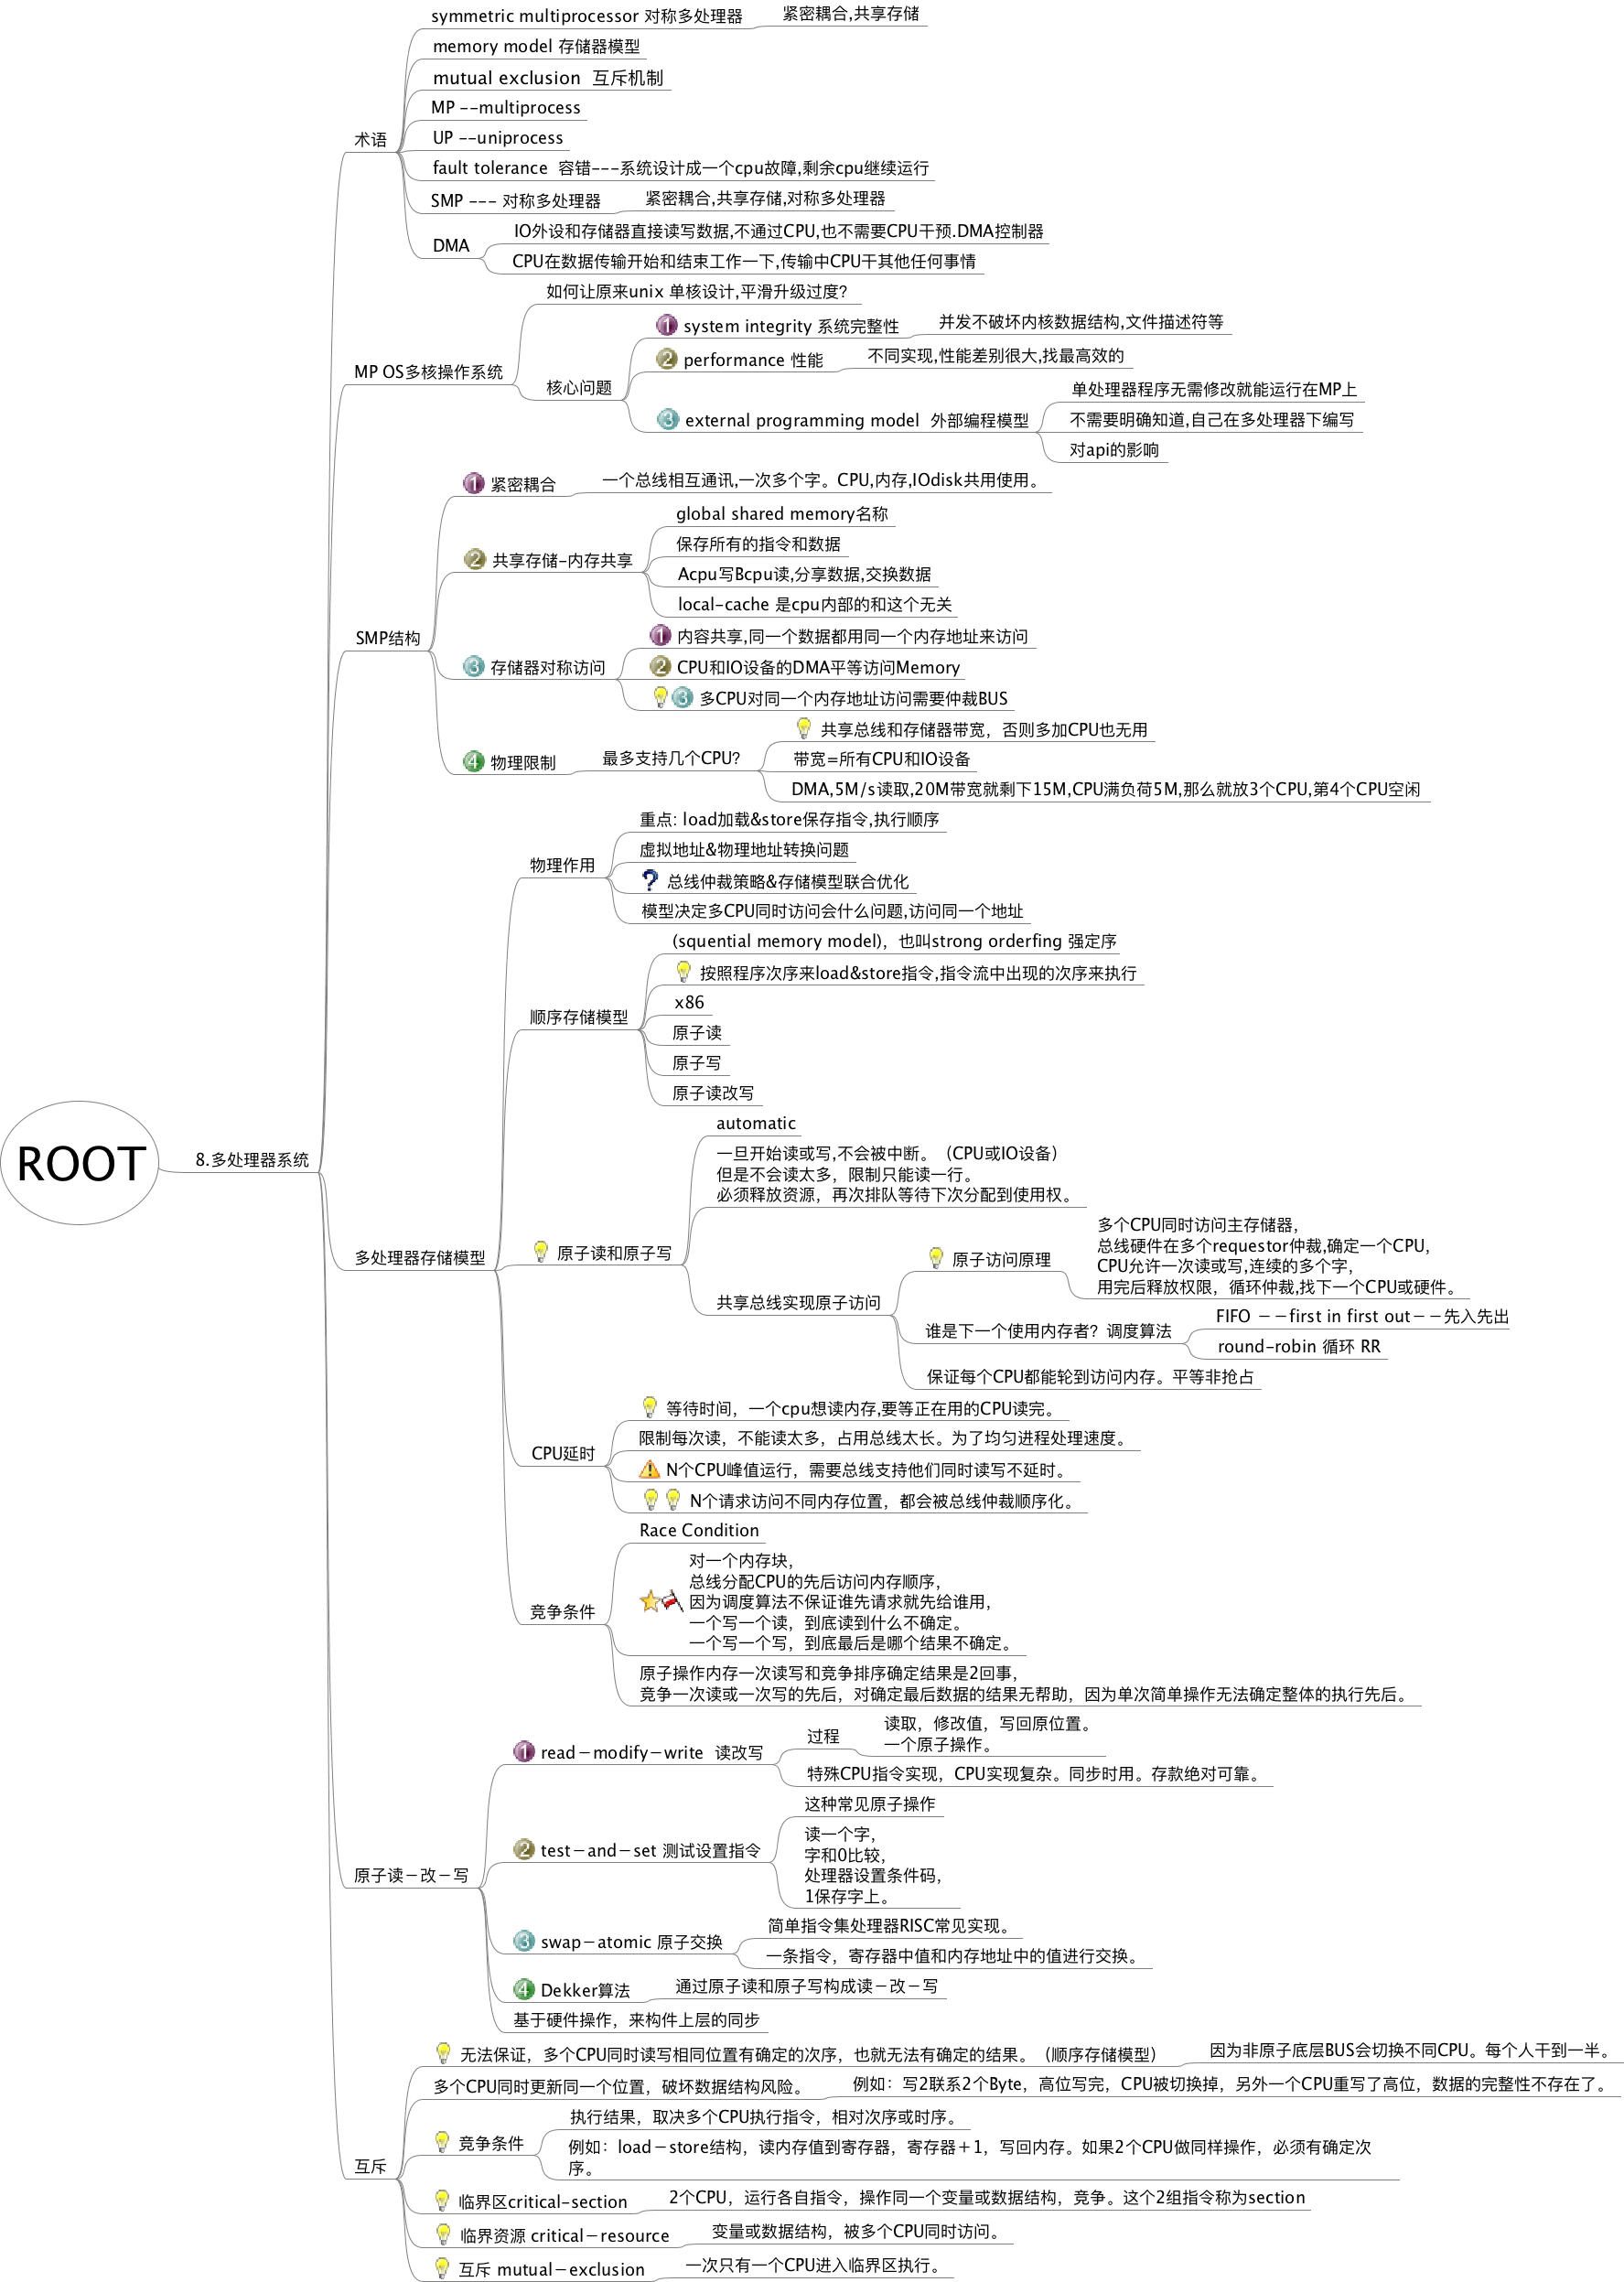 symmetric multiprocessor 对称多处理器
紧密耦合,共享存储
memory model 存储器模型
mutual exclusion 互斥机制
MP --multiprocess
UP --uniprocess
术语
fault tolerance 容错---系统设计成一个cpu故障,剩余cpu继续运行
SMP --- 对称多处理器
紧密耦合,共享存储,对称多处理器
DMA
IO外设和存储器直接读写数据,不通过CPU,也不需要CPU干预.DMA控制器
CPU在数据传输开始和结束工作一下,传输中CPU干其他任何事情
MP OS多核操作系统
如何让原来unix 单核设计,平滑升级过度?
核心问题
1 system integrity 系统完整性
并发不破坏内核数据结构,文件描述符等
2 performance 性能
不同实现,性能差别很大,找最高效的
3 external programming model 外部编程模型
单处理器程序无需修改就能运行在MP上
不需要明确知道,自己在多处理器下编写
对api的影响
SMP结构
1 紧密耦合
一个总线相互通讯,一次多个字。CPU,内存,IOdisk共用使用。
2 共享存储-内存共享
global shared memory名称
保存所有的指令和数据
Acpu写Bcpu读,分享数据,交换数据
local-cache 是cpu内部的和这个无关
3 存储器对称访问
1 内容共享,同一个数据都用同一个内存地址来访问
2 CPU和IO设备的DMA平等访问Memory
3 多CPU对同一个内存地址访问需要仲裁BUS
4 物理限制
最多支持几个CPU?
共享总线和存储器带宽，否则多加CPU也无用
带宽=所有CPU和IO设备
DMA,5M/s读取,20M带宽就剩下15M,CPU满负荷5M,那么就放3个CPU,第4个CPU空闲
ROOT
8.多处理器系统
多处理器存储模型
物理作用
重点: load加载&store保存指令,执行顺序
虚拟地址&物理地址转换问题
? 总线仲裁策略&存储模型联合优化
模型决定多CPU同时访问会什么问题,访问同一个地址
顺序存储模型
(squential memory model)，也叫strong orderfing 强定序
按照程序次序来load&store指令,指令流中出现的次序来执行
x86
原子读
原子写
原子读改写
原子读和原子写
automatic
一旦开始读或写,不会被中断。（CPU或IO设备）
但是不会读太多，限制只能读一行。
必须释放资源，再次排队等待下次分配到使用权。
共享总线实现原子访问
原子访问原理
多个CPU同时访问主存储器，
总线硬件在多个requestor仲裁,确定一个CPU，
CPU允许一次读或写,连续的多个字，
用完后释放权限，循环仲裁,找下一个CPU或硬件。
谁是下一个使用内存者？调度算法
FIFO －－first in first out－－先入先出
round-robin 循环 RR
保证每个CPU都能轮到访问内存。平等非抢占
CPU延时
等待时间，一个cpu想读内存,要等正在用的CPU读完。
限制每次读，不能读太多，占用总线太长。为了均匀进程处理速度。
N个CPU峰值运行，需要总线支持他们同时读写不延时。
N个请求访问不同内存位置，都会被总线仲裁顺序化。
竞争条件
Race Condition
对一个内存块，
总线分配CPU的先后访问内存顺序，
因为调度算法不保证谁先请求就先给谁用，
一个写一个读，到底读到什么不确定。
一个写一个写，到底最后是哪个结果不确定。
原子操作内存一次读写和竞争排序确定结果是2回事，
竞争一次读或一次写的先后，对确定最后数据的结果无帮助，因为单次简单操作无法确定整体的执行先后。
原子读－改－写
1 read－modify－write 读改写
过程
读取，修改值，写回原位置。
一个原子操作。
特殊CPU指令实现，CPU实现复杂。同步时用。存款绝对可靠。
2 test－and－set 测试设置指令
这种常见原子操作
读一个字，
字和0比较，
处理器设置条件码，
1保存字上。
3 swap－atomic 原子交换
简单指令集处理器RISC常见实现。
一条指令，寄存器中值和内存地址中的值进行交换。
4 Dekker算法
通过原子读和原子写构成读－改－写
基于硬件操作，来构件上层的同步
互斥
无法保证，多个CPU同时读写相同位置有确定的次序，也就无法有确定的结果。（顺序存储模型）
因为非原子底层BUS会切换不同CPU。每个人干到一半。
多个CPU同时更新同一个位置，破坏数据结构风险。
例如：写2联系2个Byte，高位写完，CPU被切换掉，另外一个CPU重写了高位，数据的完整性不存在了。
竞争条件
执行结果，取决多个CPU执行指令，相对次序或时序。
例如：load－store结构，读内存值到寄存器，寄存器＋1，写回内存。如果2个CPU做同样操作，必须有确定次
序。
临界区critical-section
2个CPU，运行各自指令，操作同一个变量或数据结构，竞争。这个2组指令称为section
临界资源 critical－resource
变量或数据结构，被多个CPU同时访问。
互斥 mutual－exclusion
一次只有一个CPU进入临界区执行。